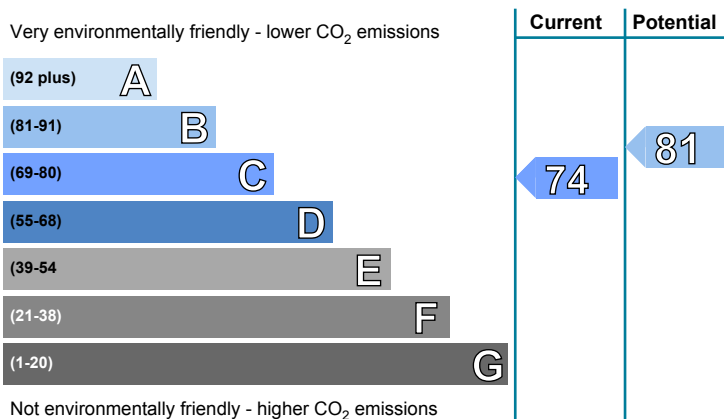 Current Potential
Very environmentally friendly - lower CO2 emissions
(92 plus) A
(81-91) B
81
(69-80) C
74
(55-68) D
(39-54 E
(21-38) F
(1-20) G
Not environmentally friendly - higher CO2 emissions